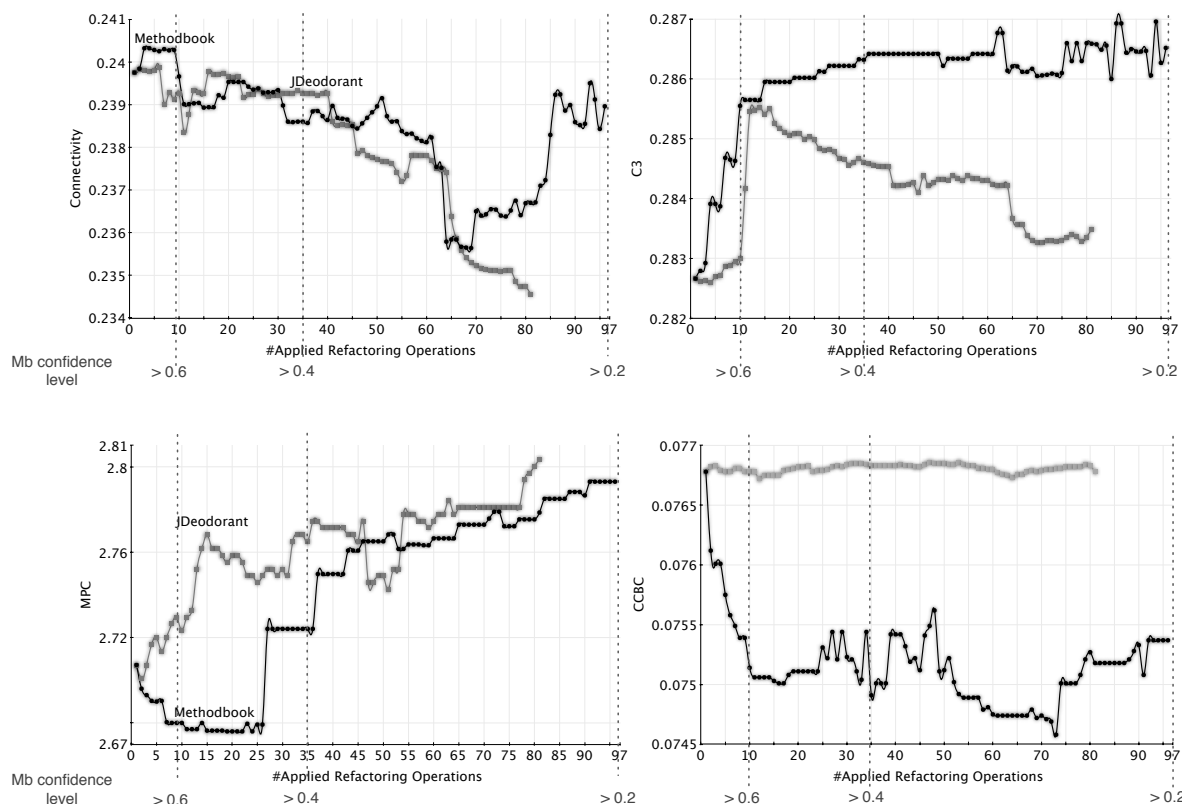 0.241
0.24
0.239
0.238
0.237
0.236
0.235
0.234
Connectivity
Methodbook
JDeodorant
0 10 20 30 40 50 60 70 80 90 97
#Applied Refactoring Operations
Mb confidence
level
> 0.6 > 0.4 > 0.2
0.287
0.286
0.285
0.284
0.283
0.282
C3
0 10 20 30 40 50 60 70 80 90 97
#Applied Refactoring Operations
> 0.6 > 0.4 > 0.2
2.81
2.8
2.76
2.72
2.67
MPC
JDeodorant
Methodbook
0 5 10 15 20 25 30 35 40 45 50 55 60 65 70 75 80 85 90 97
#Applied Refactoring Operations
Mb confidence
level
> 0.6 > 0.4 > 0.2
0.077
0.0765
0.076
0.0755
0.075
0.0745
CCBC
0 10 20 30 40 50 60 70 80 90 97
#Applied Refactoring Operations
> 0.6 > 0.4 > 0.2